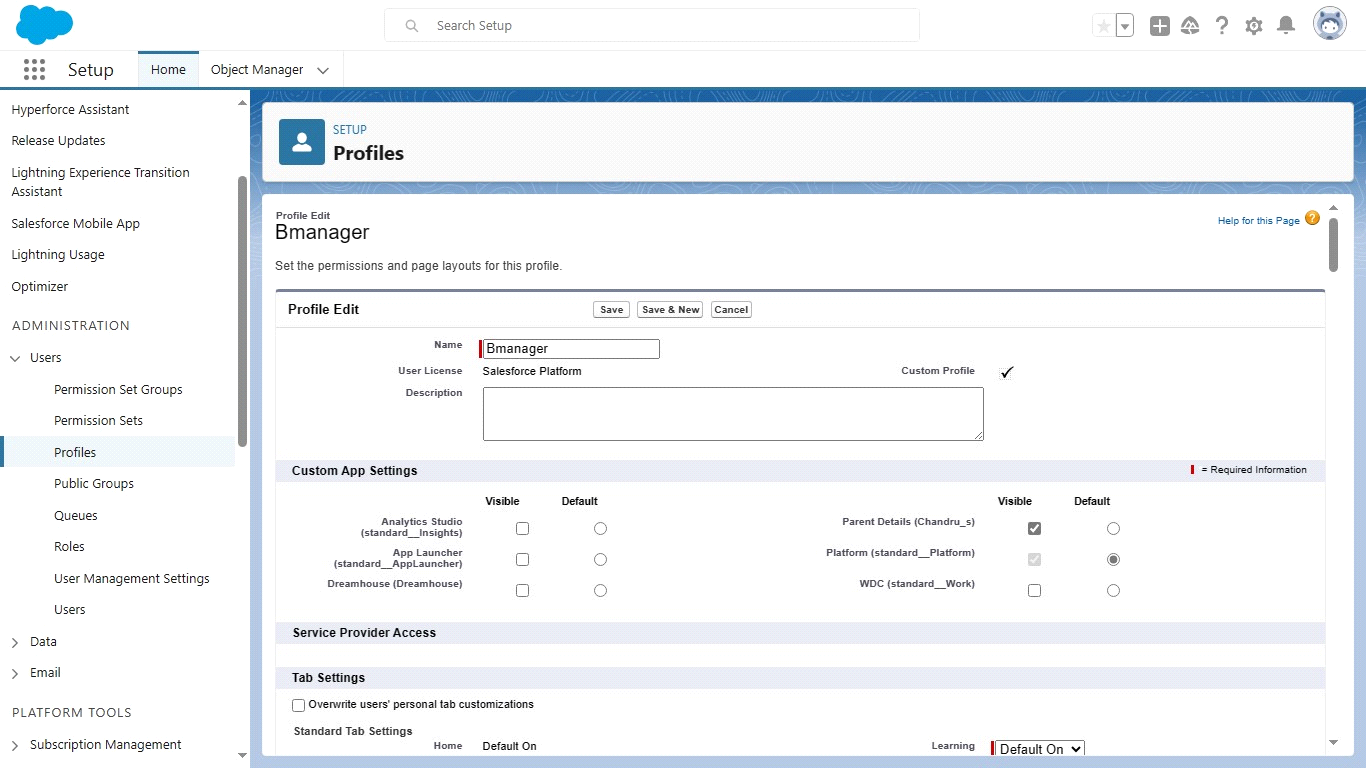 Search Setup
Setup
Home
Object Manager
Hyperforce Assistant
Release Updates
Lightning Experience Transition
Assistant
Salesforce Mobile App
Lightning Usage
Optimizer
ADMINISTRATION
Users
Permission Set Groups
Permission Sets
Profiles
Public Groups
Queues
Roles
User Management Settings
Users
Data
Email
PLATFORM TOOLS
Subscription Management
SETUP
Profiles
Profile Edit
Bmanager
Help for this Page
Set the permissions and page layouts for this profile.
Profile Edit Save Save & New Cancel
Name Bmanager
User License Salesforce Platform Custom Profile
Description
Custom App Settings = Required Information
Visible Default Visible Default
Analytics Studio
(standard__Insights)
Parent Details (Chandru_s)
App Launcher
(standard__AppLauncher)
Platform (standard__Platform)
Dreamhouse (Dreamhouse) WDC (standard__Work)
Service Provider Access
Tab Settings
Overwrite users' personal tab customizations
Standard Tab Settings
Home Default On Learning Default On